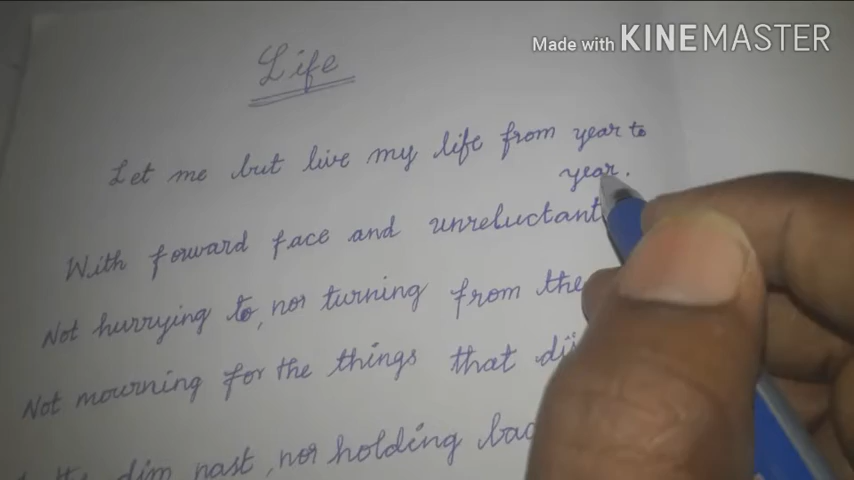 Made with KINEMASTER
Life
Let me but live my life from year to
year.
With forward face and unreluctant
Not hurrying to, nor turning from the
Not mourning for the things that
dim past, nor holding